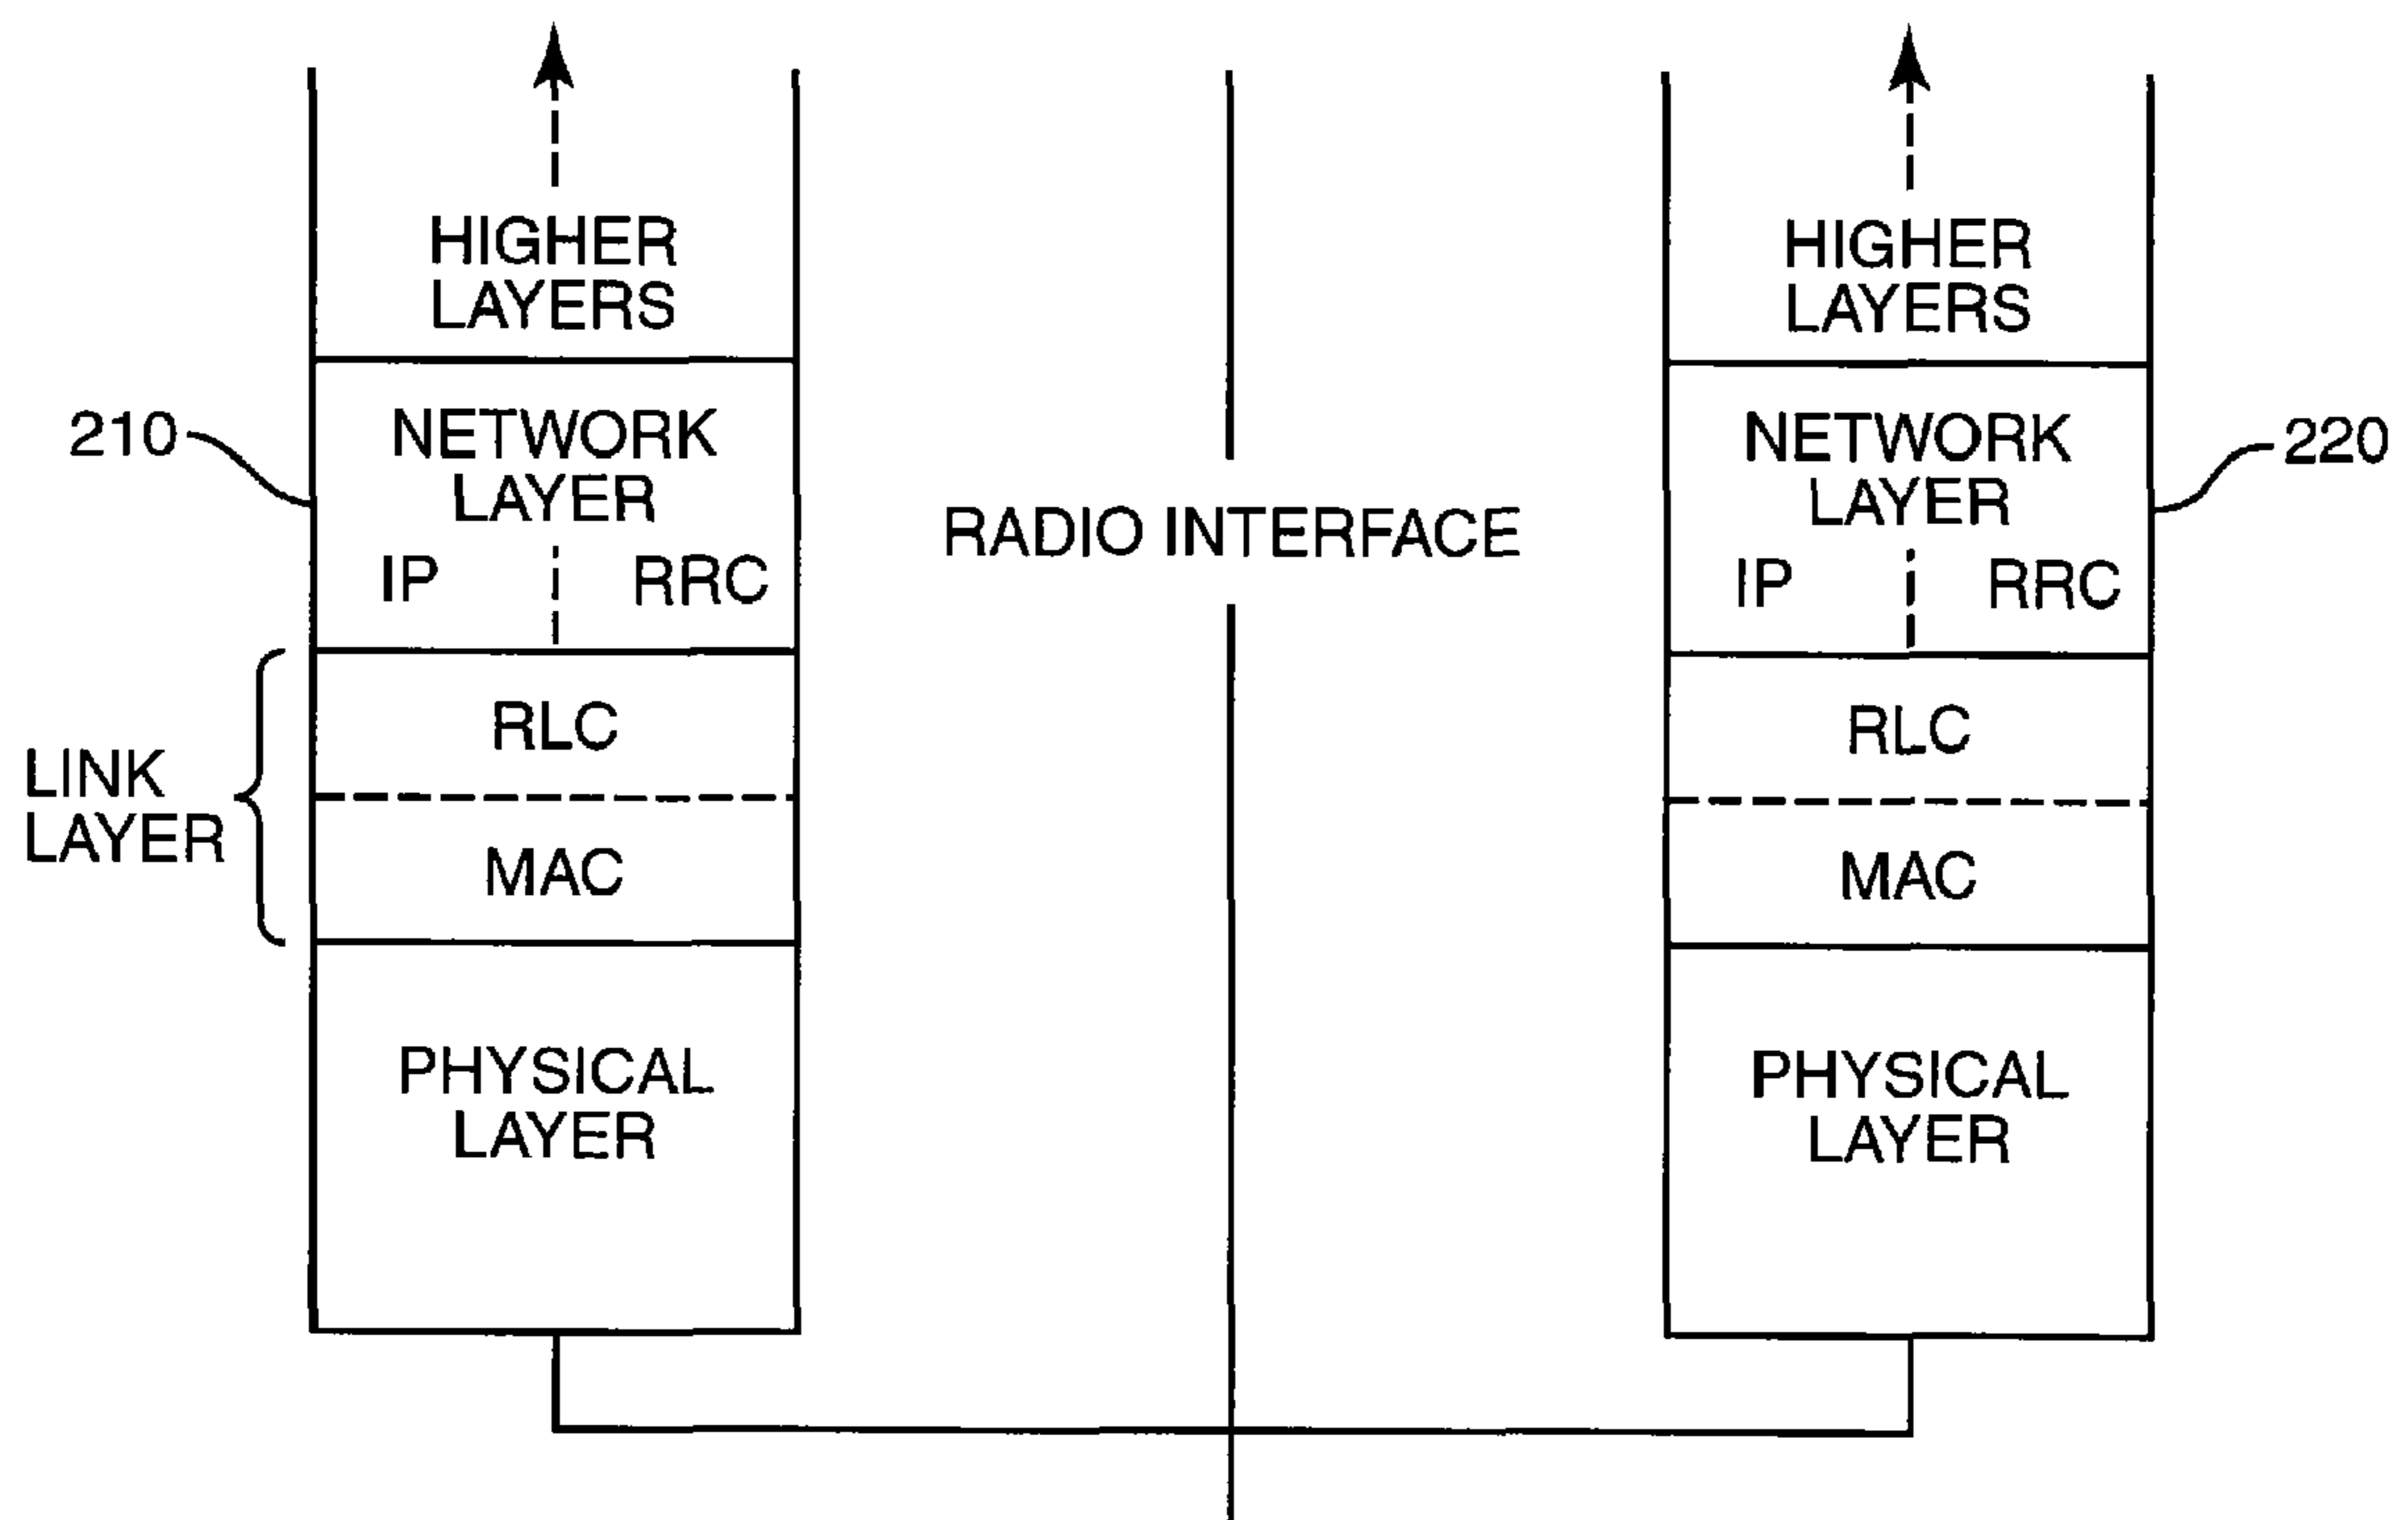 HIGHER
LAYERS
210
NETWORK
LAYER
IP
RRC
LINK
LAYER
RLC
MAC
PHYSICAL
LAYER
RADIO INTERFACE
HIGHER
LAYERS
NETWORK
LAYER
220
IP
RRC
RLC
MAC
PHYSICAL
LAYER